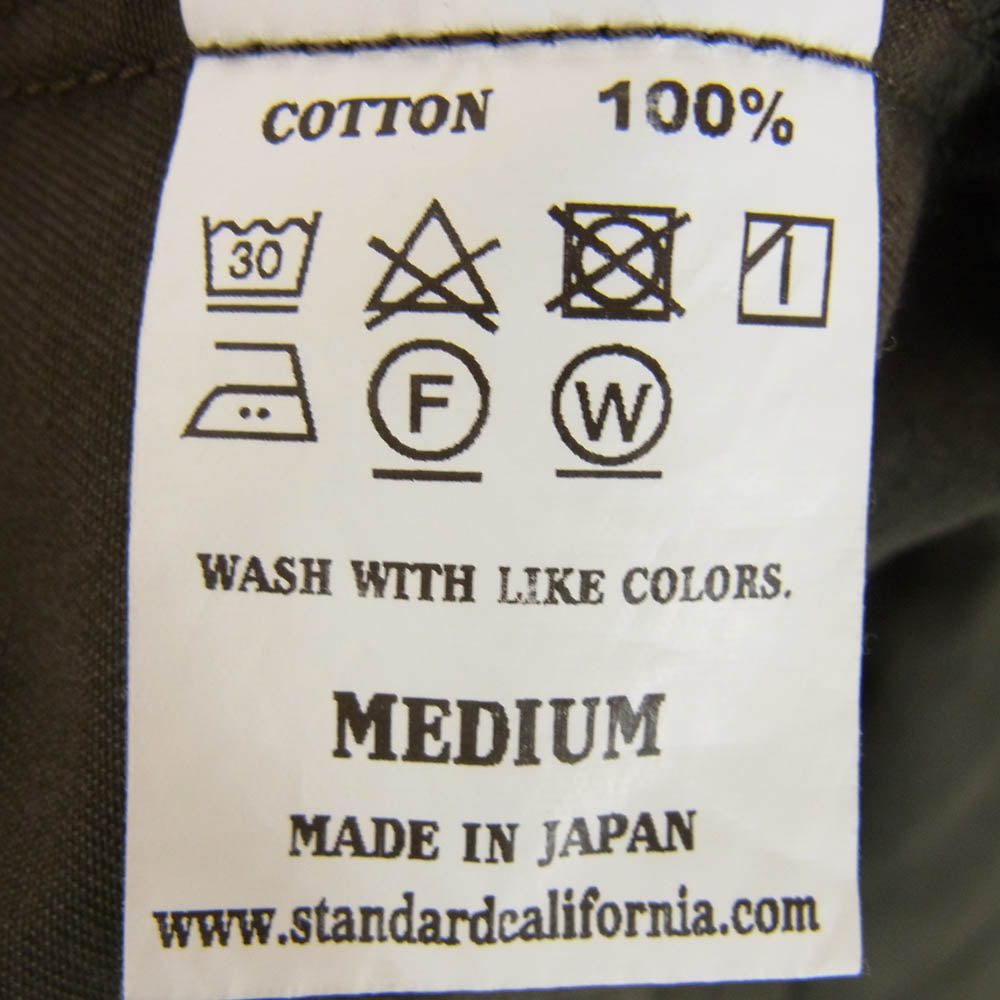 COTTON 100%
30
F W
WASH WITH LIKE COLORS.
MEDIUM
MADE IN JAPAN
www.standardcalifornia.com